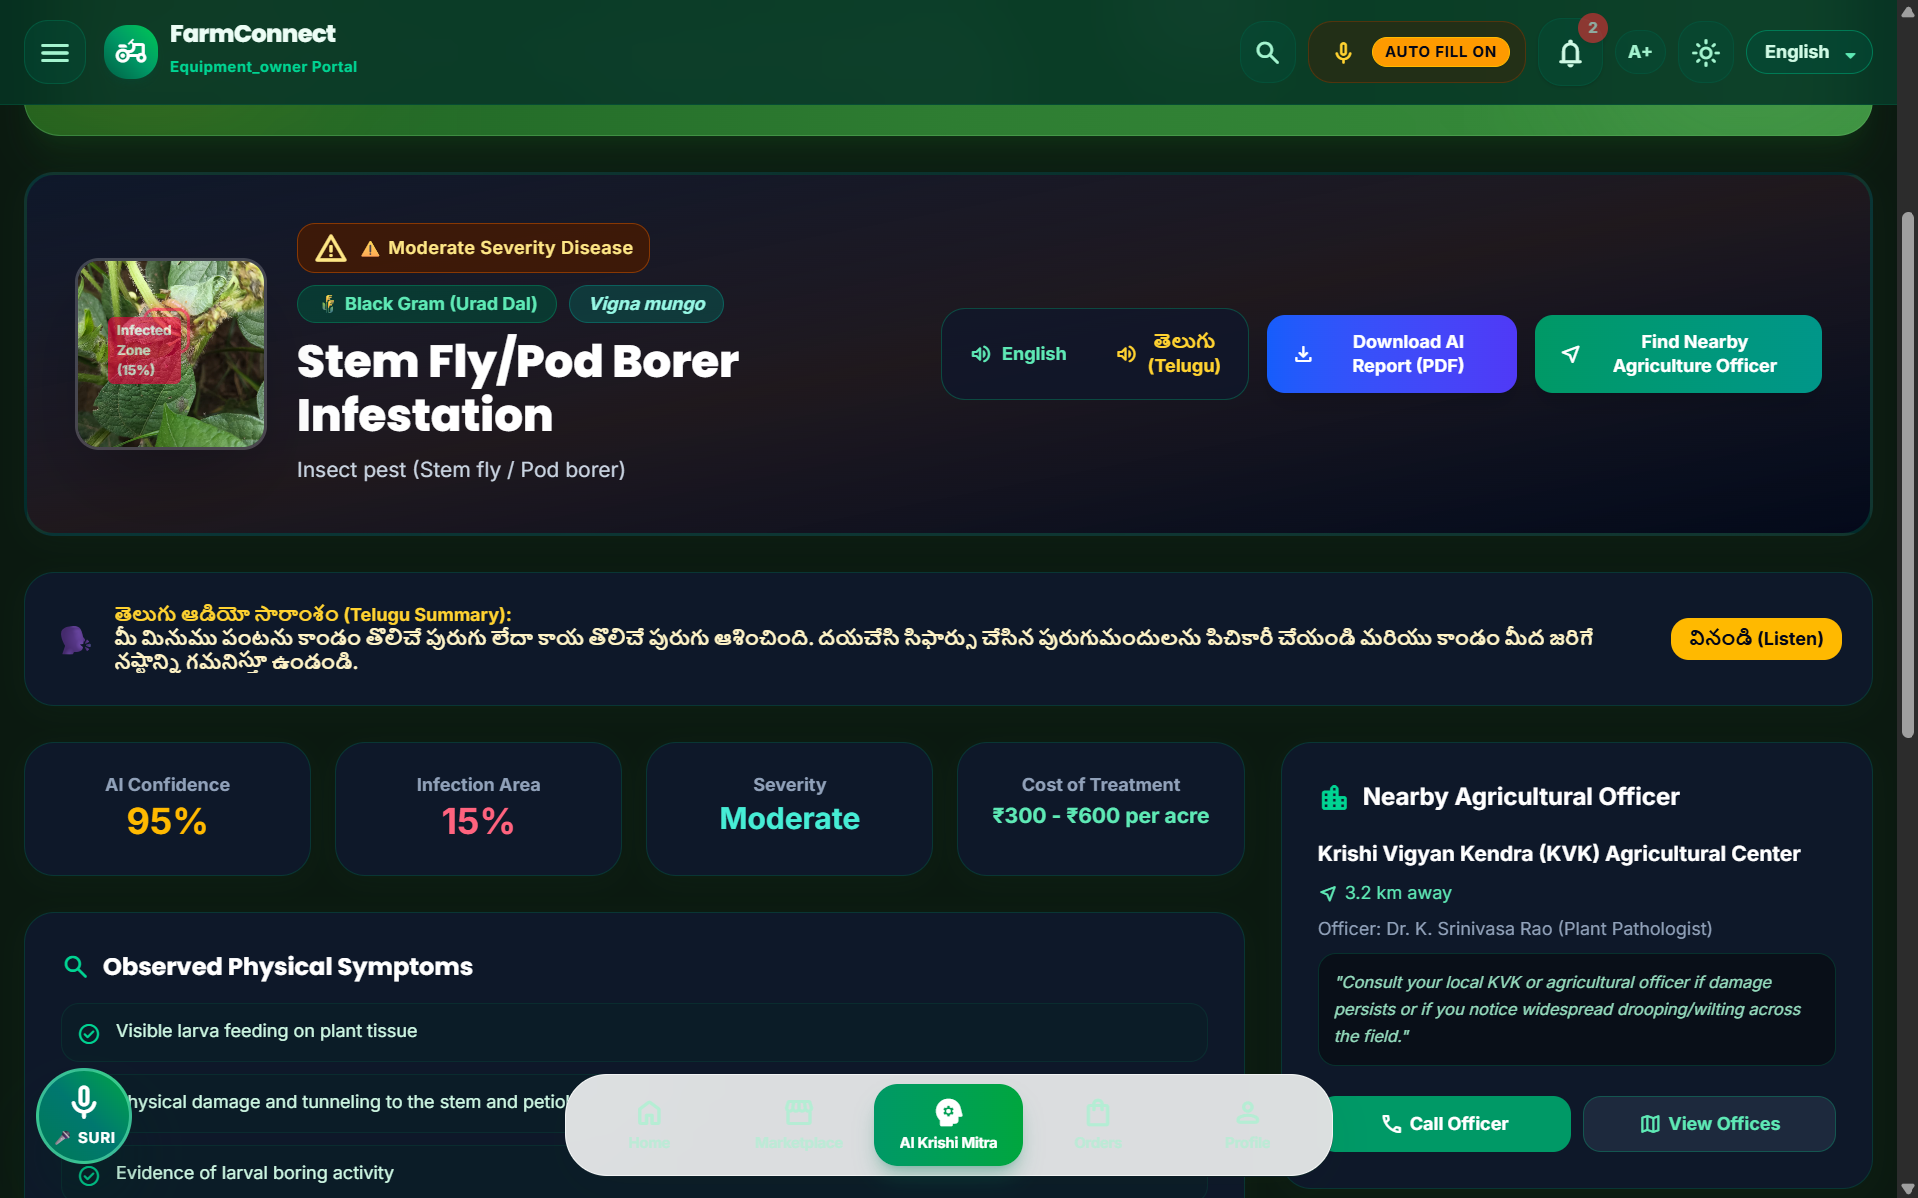 FarmConnect
Equipment_owner Portal
AUTO FILL ON
2
A+
English
Moderate Severity Disease
Black Gram (Urad Dal)
Vigna mungo
Infected
Zone
(15%)
Stem Fly/Pod Borer
Infestation
Insect pest (Stem fly / Pod borer)
English
తెలుగు
(Telugu)
Download AI
Report (PDF)
Find Nearby
Agriculture Officer
తెలుగు ఆడియో సారాంశం (Telugu Summary):
మీ మినుము పంటను కాండం తొలిచే పురుగు లేదా కాయ తొలిచే పురుగు ఆశించింది. దయచేసి సిఫార్సు చేసిన పురుగుమందులను పిచికారీ చేయండి మరియు కాండం మీద జరిగే
నష్టాన్ని గమనిస్తూ ఉండండి.
వినండి (Listen)
AI Confidence
95%
Infection Area
15%
Severity
Moderate
Cost of Treatment
₹300 - ₹600 per acre
Nearby Agricultural Officer
Krishi Vigyan Kendra (KVK) Agricultural Center
3.2 km away
Officer: Dr. K. Srinivasa Rao (Plant Pathologist)
"Consult your local KVK or agricultural officer if damage
persists or if you notice widespread drooping/wilting across
the field."
Call Officer
View Offices
Observed Physical Symptoms
Visible larva feeding on plant tissue
hysical damage and tunneling to the stem and petiol
Evidence of larval boring activity
SURI
Home
Marketplace
AI Krishi Mitra
Orders
Profile